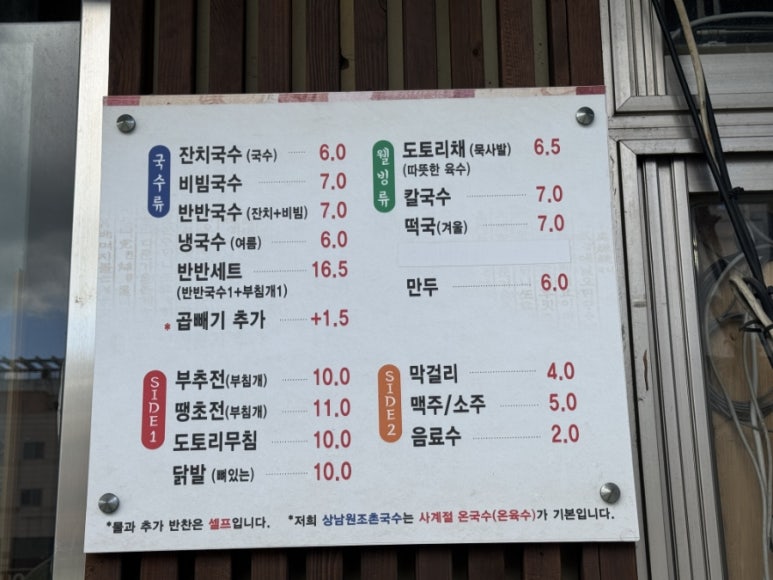 국수류
잔치국수 (국수) 6.0
비빔국수 7.0
반반국수 (잔치+비빔) 7.0
냉국수 (여름) 6.0
반반세트 16.5
(반반국수1+부침개1)
* 곱빼기 추가 +1.5
웰빙류
도토리채 (묵사발) 6.5
(따뜻한 육수)
칼국수 7.0
떡국(겨울) 7.0
만두 6.0
SIDE 1
부추전(부침개) 10.0
땡초전(부침개) 11.0
도토리무침 10.0
닭발 (뼈있는) 10.0
SIDE 2
막걸리 4.0
맥주/소주 5.0
음료수 2.0
*물과 추가 반찬은 셀프입니다. *저희 상남원조촌국수는 사계절 온국수(온육수)가 기본입니다.